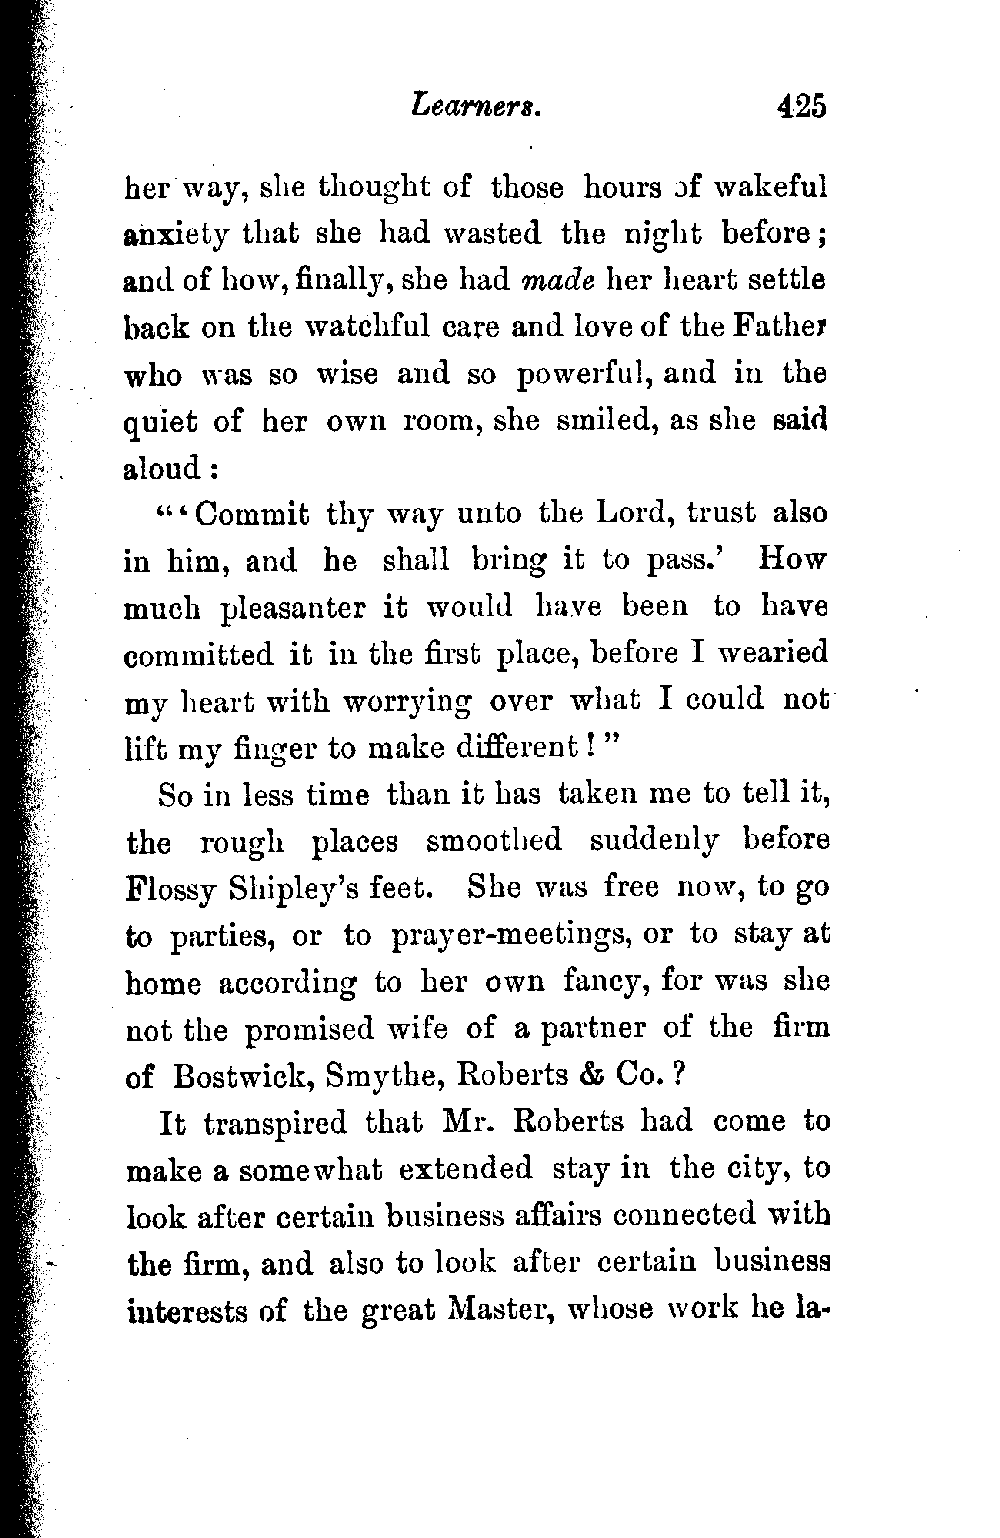 Learners. 425
her way, she thought of those hours of wakeful
anxiety that she had wasted the night before;
and of how, finally, she had made her heart settle
back on the watchful care and love of the Father
who was so wise and so powerful, and in the
quiet of her own room, she smiled, as she said
aloud:
"'Commit thy way unto the Lord, trust also
in him, and he shall bring it to pass.' How
much pleasanter it would have been to have
committed it in the first place, before I wearied
my heart with worrying over what I could not
lift my finger to make different!"
So in less time than it has taken me to tell it,
the rough places smoothed suddenly before
Flossy Shipley's feet. She was free now, to go
to parties, or to prayer-meetings, or to stay at
home according to her own fancy, for was she
not the promised wife of a partner of the firm
of Bostwick, Smythe, Roberts & Co.?
It transpired that Mr. Roberts had come to
make a somewhat extended stay in the city, to
look after certain business affairs connected with
the firm, and also to look after certain business
interests of the great Master, whose work he la-